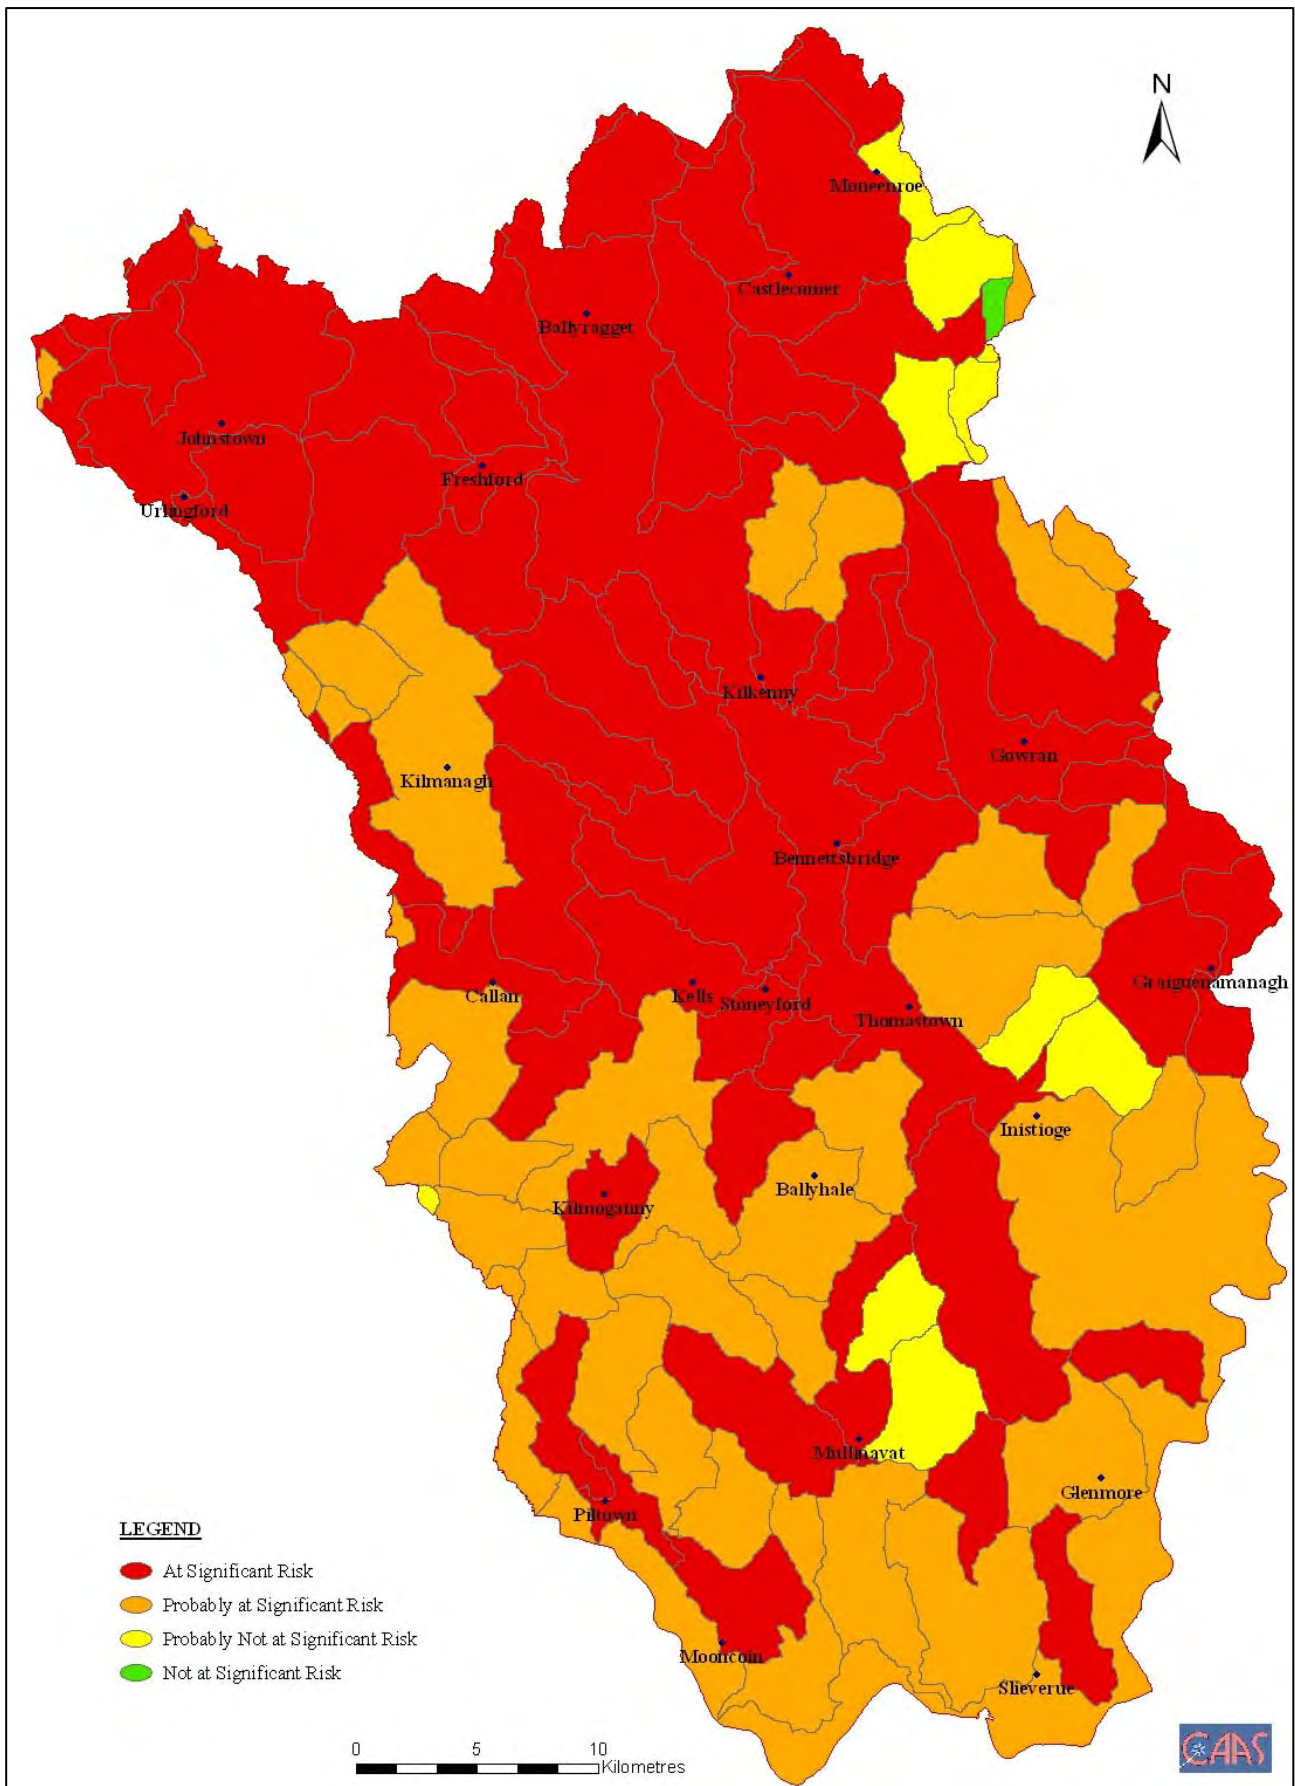 N
Moneenroe
Castlecomer
Ballyragget
Johnstown
Freshford
Urlingford
Kilkenny
Gowran
Kilmanagh
Bennettsbridge
Graiguenamanagh
Callan
Kells
Stoneyford
Thomastown
Inistioge
Ballyhale
Kilmoganny
Mullinavat
Glenmore
Piltown
LEGEND
At Significant Risk
Probably at Significant Risk
Probably Not at Significant Risk
Mooncoin
Not at Significant Risk
Slieverue
0 5 10
Kilometres
CAAS